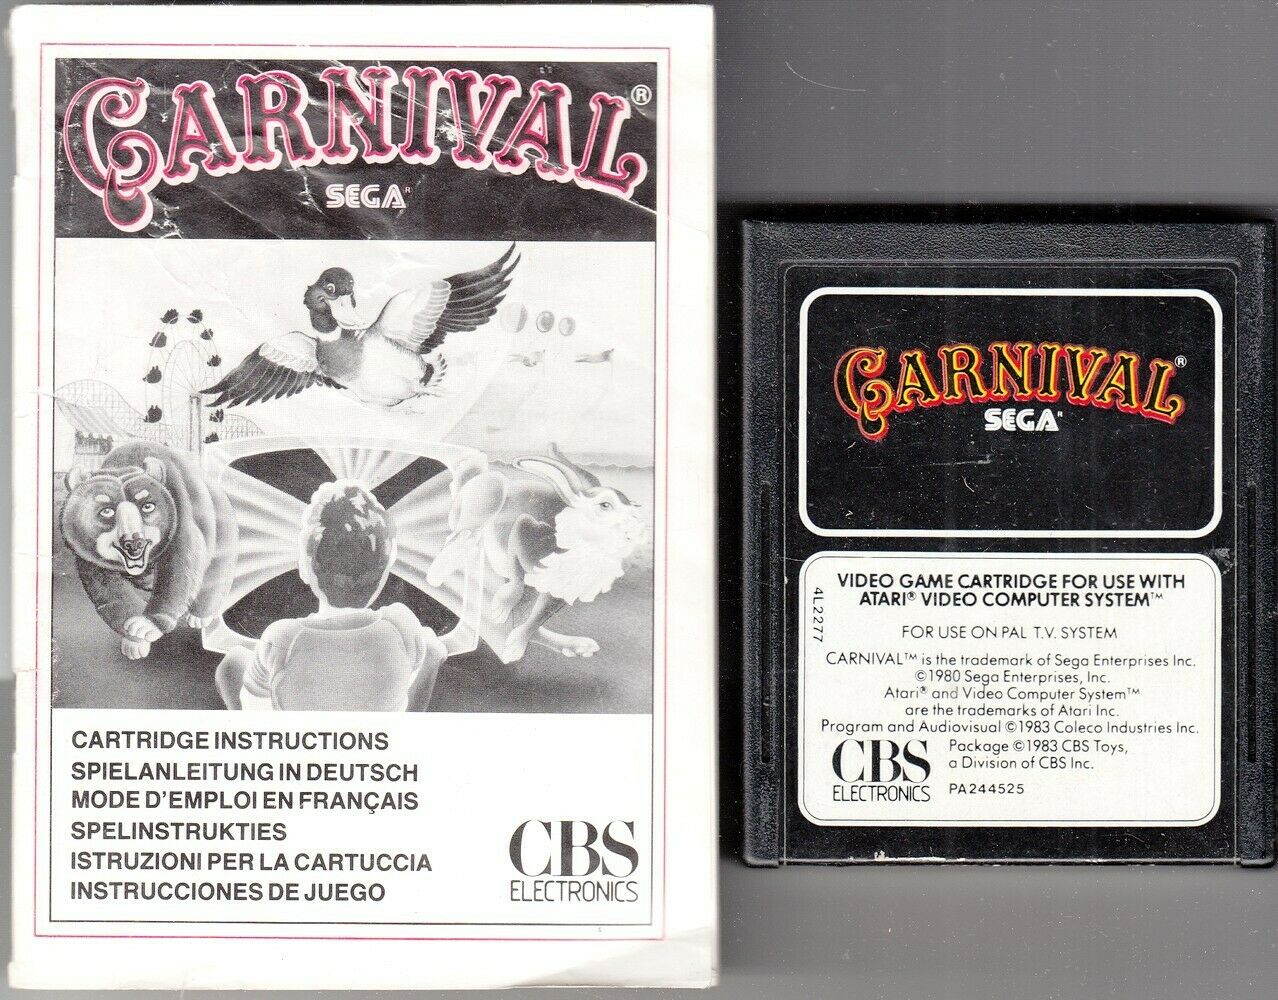 CARNIVAL®
SEGA®
CARTRIDGE INSTRUCTIONS
SPIELANLEITUNG IN DEUTSCH
MODE D'EMPLOI EN FRANÇAIS
SPELINSTRUKTIES
ISTRUZIONI PER LA CARTUCCIA
INSTRUCCIONES DE JUEGO
CBS
ELECTRONICS
CARNIVAL®
SEGA®
VIDEO GAME CARTRIDGE FOR USE WITH
ATARI® VIDEO COMPUTER SYSTEM™
4L2277
FOR USE ON PAL T.V. SYSTEM
CARNIVAL™ is the trademark of Sega Enterprises Inc.
©1980 Sega Enterprises, Inc.
Atari® and Video Computer System™
are the trademarks of Atari Inc.
Program and Audiovisual ©1983 Coleco Industries Inc.
CBS
ELECTRONICS
Package ©1983 CBS Toys,
a Division of CBS Inc.
PA244525